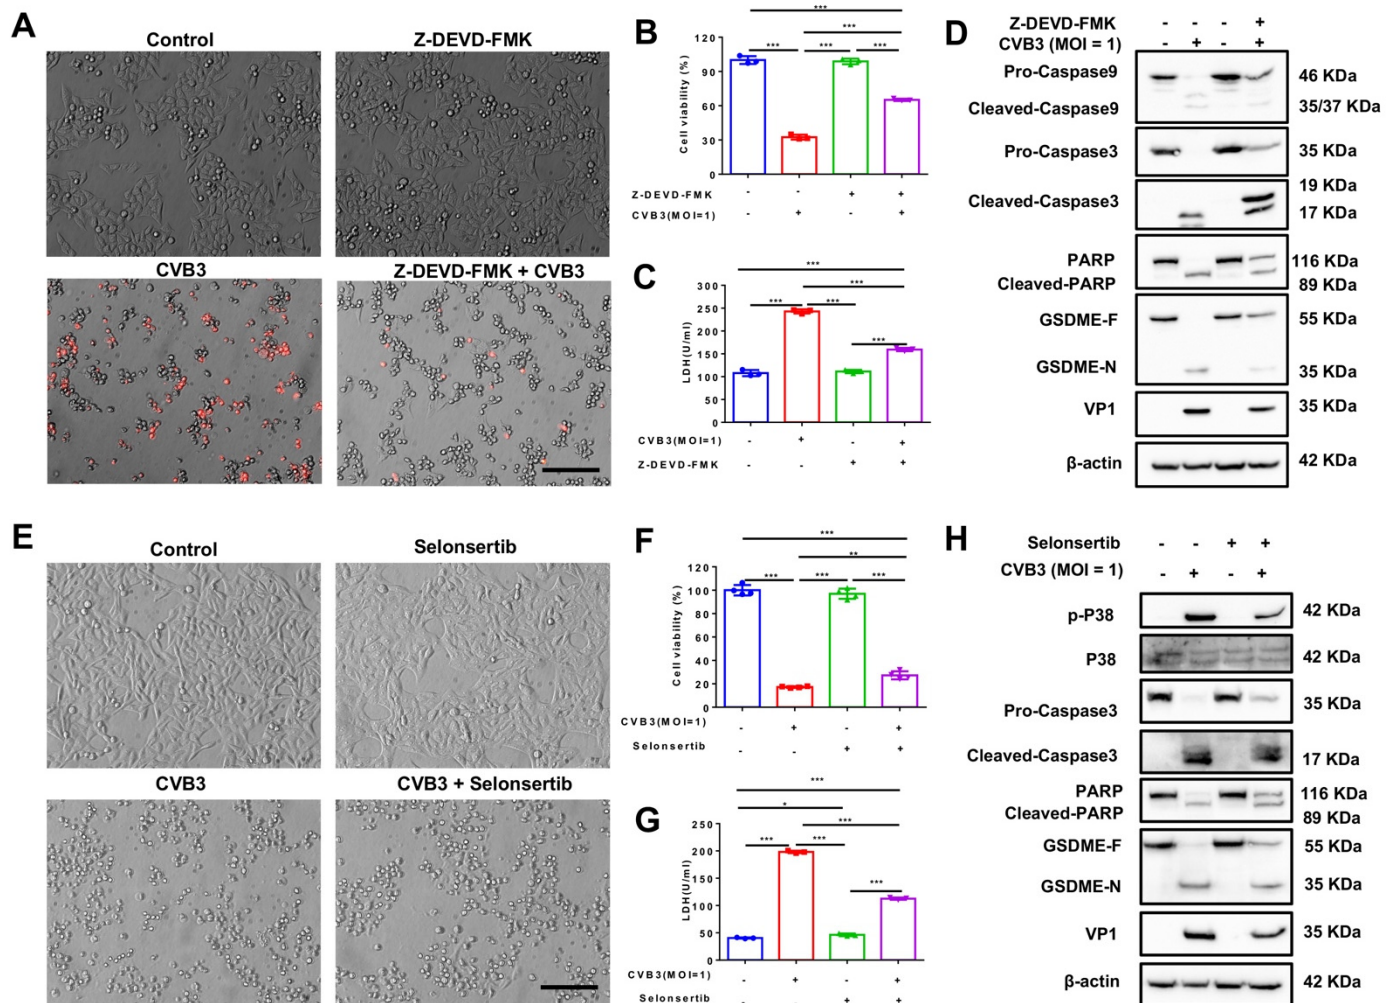 A
Control
Z-DEVD-FMK
CVB3
Z-DEVD-FMK + CVB3
B
***
***
*** *** ***
Cell viability (%)
120
90
60
30
0
Z-DEVD-FMK - - + +
CVB3(MOI=1) - + - +
C
***
***
*** ***
***
LDH(U/ml)
300
250
200
150
100
50
0
CVB3(MOI=1) - + - +
Z-DEVD-FMK - - + +
D
Z-DEVD-FMK - - - +
CVB3 (MOI = 1) - + - +
Pro-Caspase9 46 KDa
Cleaved-Caspase9 35/37 KDa
Pro-Caspase3 35 KDa
19 KDa
Cleaved-Caspase3 17 KDa
PARP 116 KDa
Cleaved-PARP 89 KDa
GSDME-F 55 KDa
GSDME-N 35 KDa
VP1 35 KDa
β-actin 42 KDa
E
Control
Selonsertib
CVB3
CVB3 + Selonsertib
F
***
**
*** *** ***
Cell viability (%)
120
100
80
60
40
20
0
CVB3(MOI=1) - + - +
Selonsertib - - + +
G
***
*
***
*** ***
***
LDH(U/ml)
250
200
150
100
50
0
CVB3(MOI=1) - + - +
Selonsertib - - + +
H
Selonsertib - - + +
CVB3 (MOI = 1) - + - +
p-P38 42 KDa
P38 42 KDa
Pro-Caspase3 35 KDa
Cleaved-Caspase3 17 KDa
PARP 116 KDa
Cleaved-PARP 89 KDa
GSDME-F 55 KDa
GSDME-N 35 KDa
VP1 35 KDa
β-actin 42 KDa